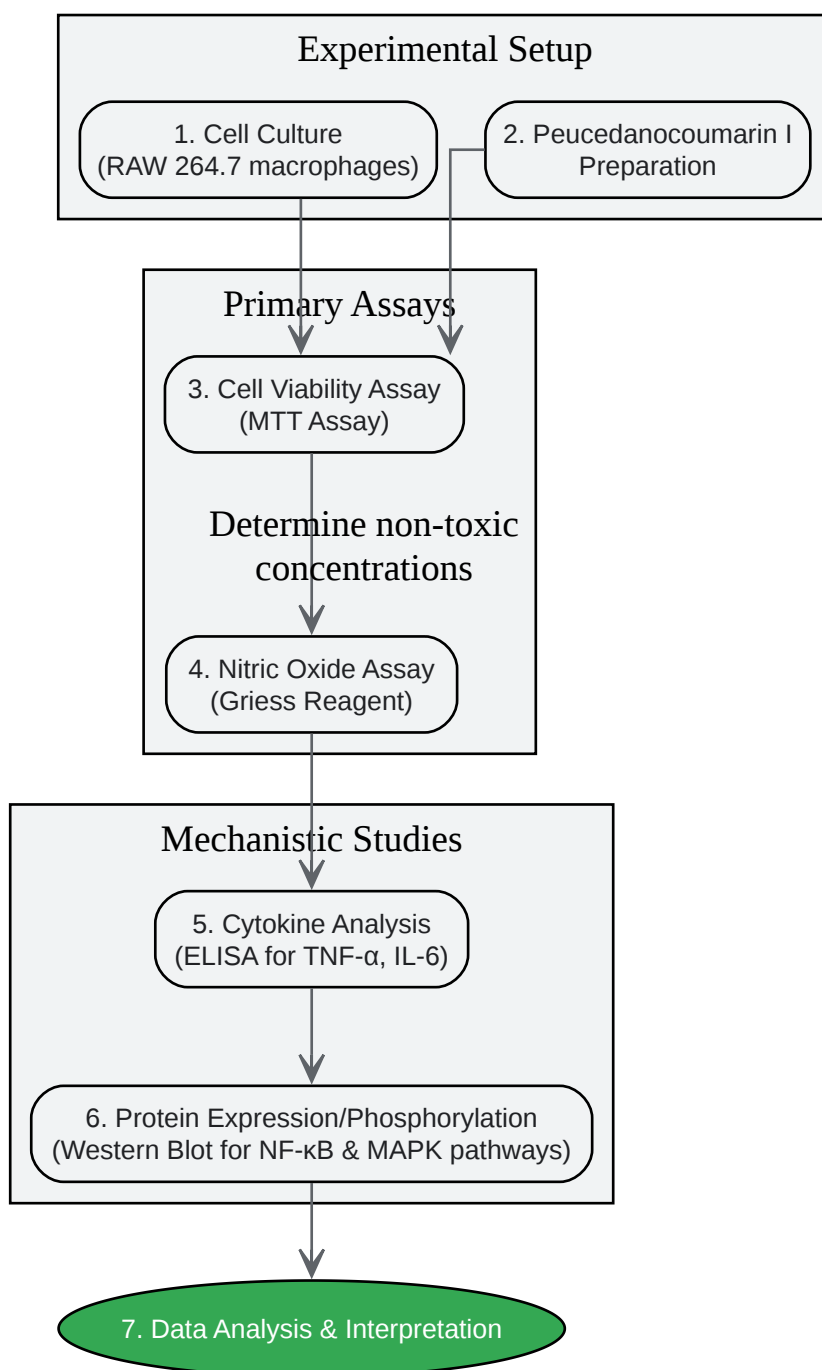 Experimental Setup
1. Cell Culture
(RAW 264.7 macrophages)
2. Peucedanocoumarin I
Preparation
Primary Assays
3. Cell Viability Assay
(MTT Assay)
Determine non-toxic
concentrations
4. Nitric Oxide Assay
(Griess Reagent)
Mechanistic Studies
5. Cytokine Analysis
(ELISA for TNF-α, IL-6)
6. Protein Expression/Phosphorylation
(Western Blot for NF-κB & MAPK pathways)
7. Data Analysis & Interpretation